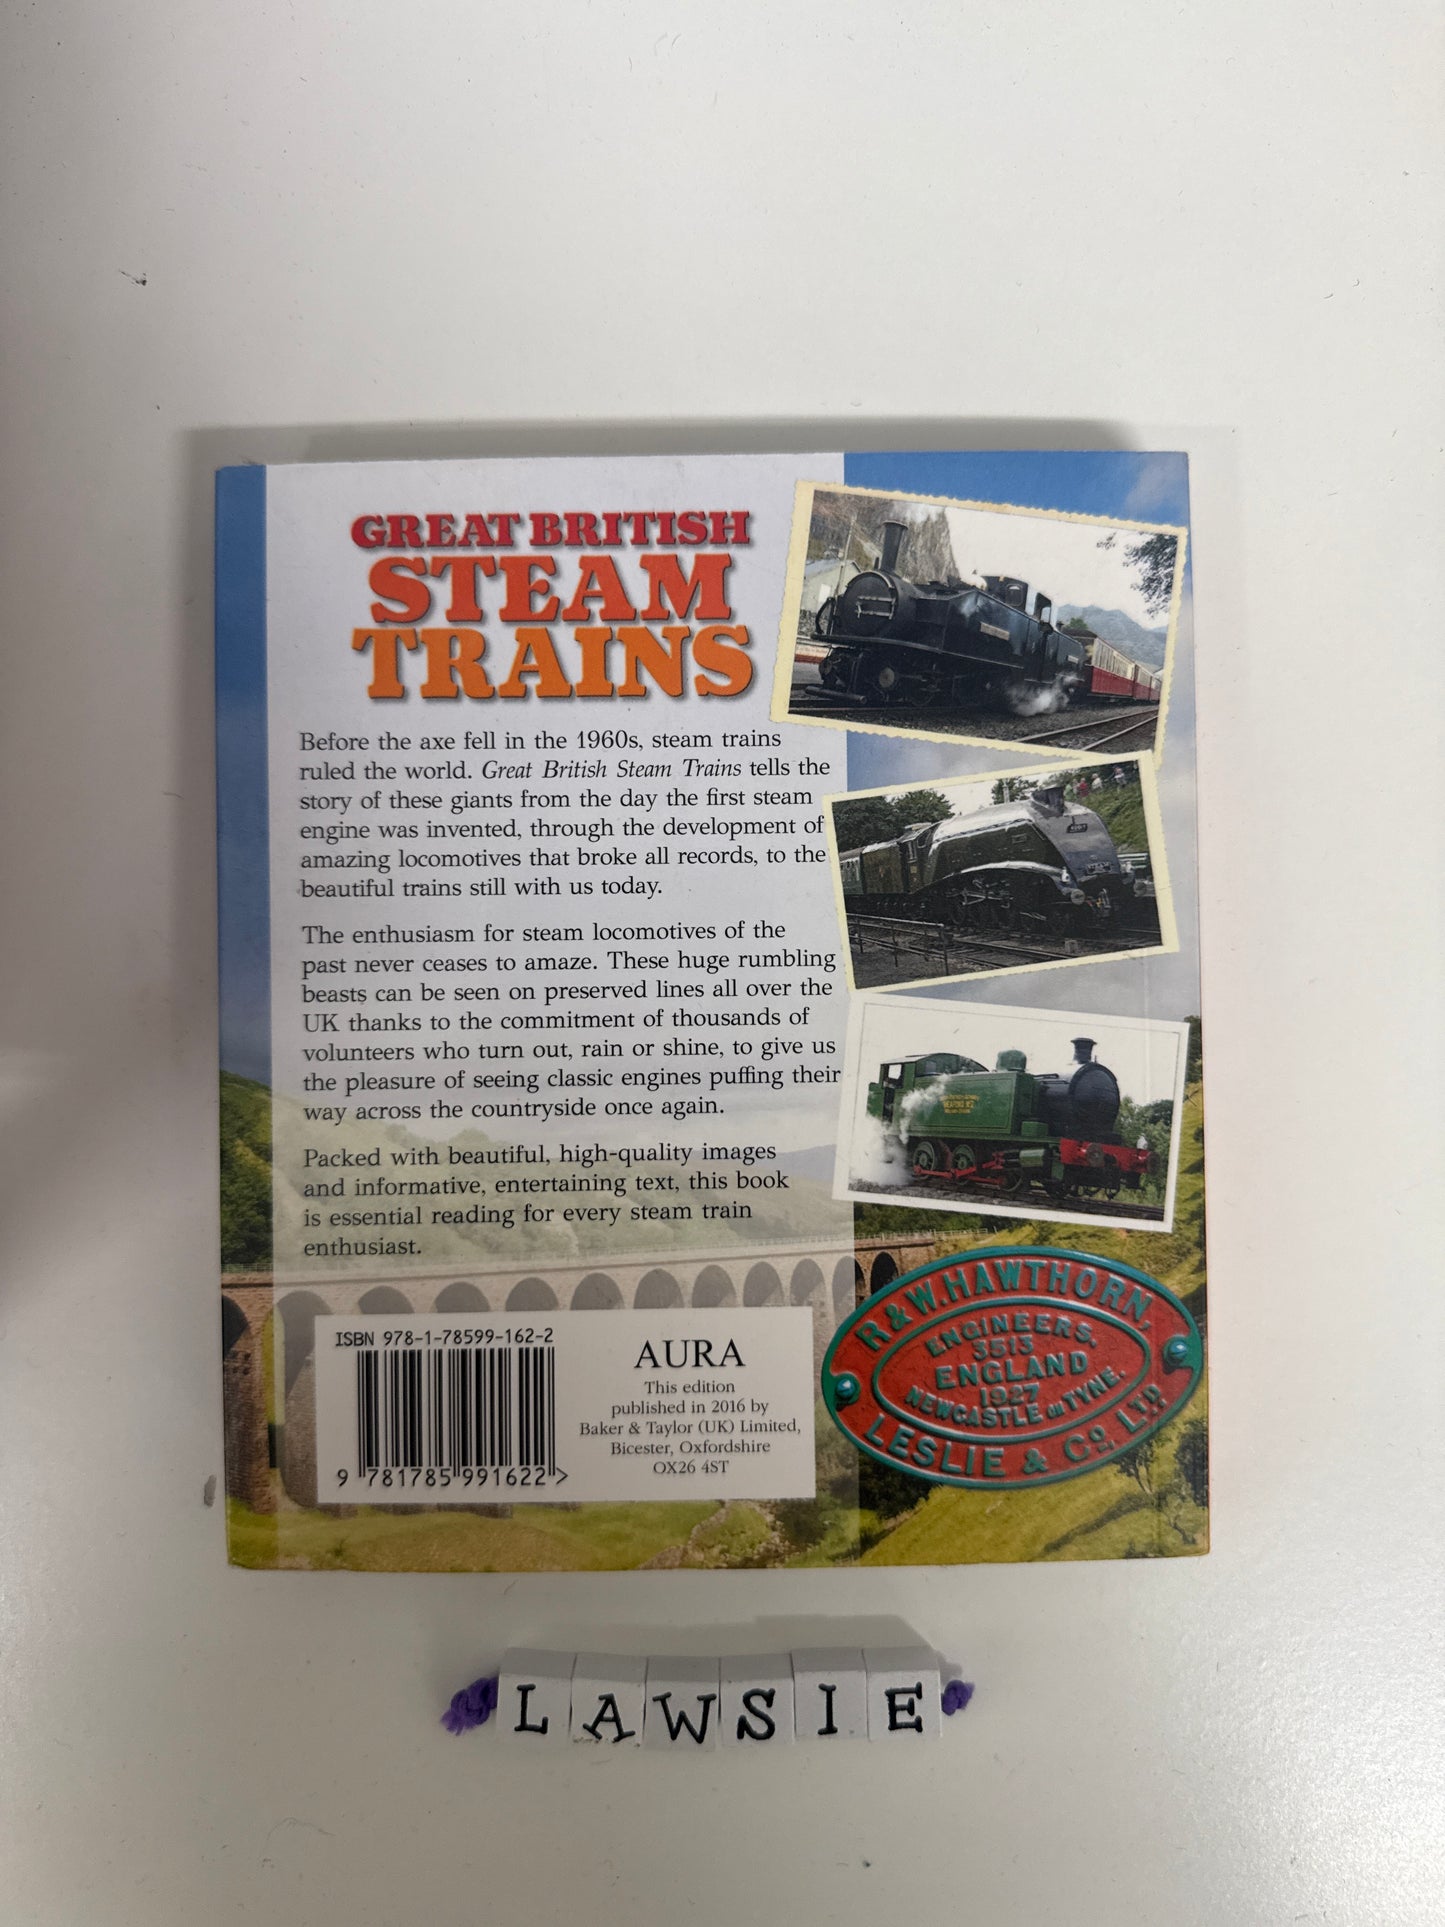 GREAT BRITISH
STEAM
TRAINS
Before the axe fell in the 1960s, steam trains
ruled the world. Great British Steam Trains tells the
story of these giants from the day the first steam
engine was invented, through the development of
amazing locomotives that broke all records, to the
beautiful trains still with us today.
The enthusiasm for steam locomotives of the
past never ceases to amaze. These huge rumbling
beasts can be seen on preserved lines all over the
UK thanks to the commitment of thousands of
volunteers who turn out, rain or shine, to give us
the pleasure of seeing classic engines puffing their
way across the countryside once again.
Packed with beautiful, high-quality images
and informative, entertaining text, this book
is essential reading for every steam train
enthusiast.
ISBN 978-1-78599-162-2
9 781785 991622 >
AURA
This edition
published in 2016 by
Baker & Taylor (UK) Limited,
Bicester, Oxfordshire
OX26 4ST
R & W. HAWTHORN,
ENGINEERS,
3513
ENGLAND
1927
NEWCASTLE on TYNE.
LESLIE & Co. LTD
LAWSIE